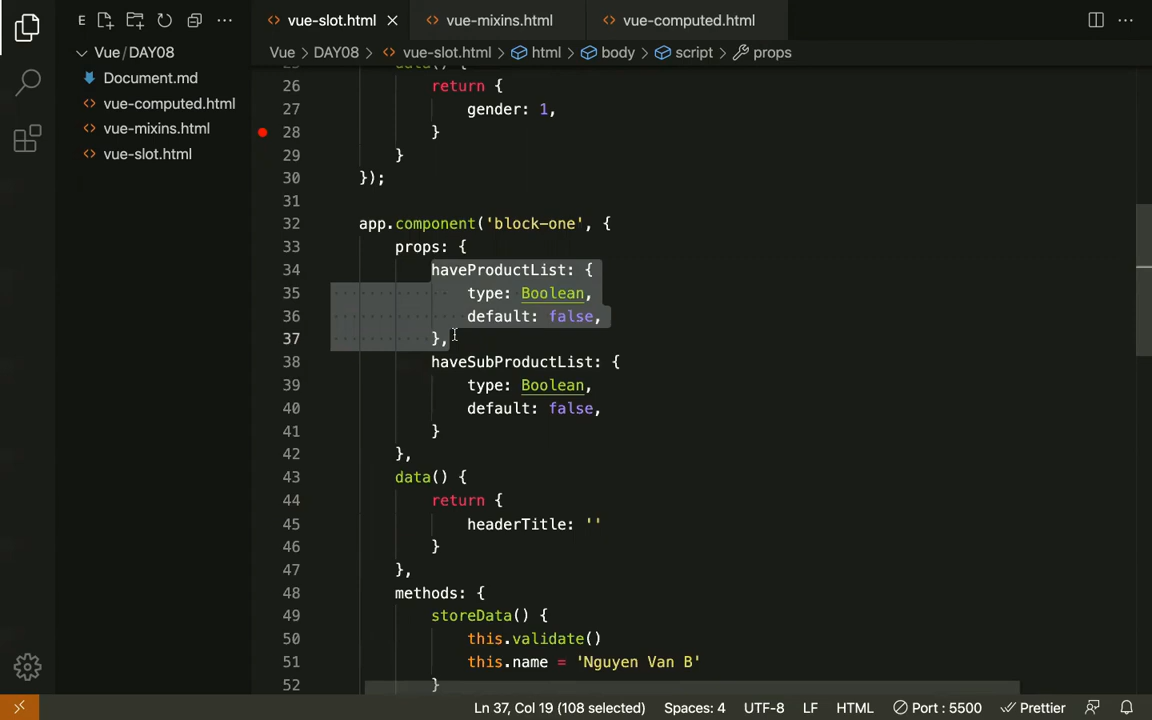 E
vue-slot.html
vue-mixins.html
vue-computed.html
Vue/DAY08
Document.md
vue-computed.html
vue-mixins.html
vue-slot.html
Vue > DAY08 > vue-slot.html > html > body > script > props
26 return {
27 gender: 1,
28 }
29 }
30 });
31
32 app.component('block-one', {
33 props: {
34 haveProductList: {
35 type: Boolean,
36 default: false,
37 },
38 haveSubProductList: {
39 type: Boolean,
40 default: false,
41 }
42 },
43 data() {
44 return {
45 headerTitle: ''
46 }
47 },
48 methods: {
49 storeData() {
50 this.validate()
51 this.name = 'Nguyen Van B'
52 }
Ln 37, Col 19 (108 selected) Spaces: 4 UTF-8 LF HTML Port : 5500 Prettier